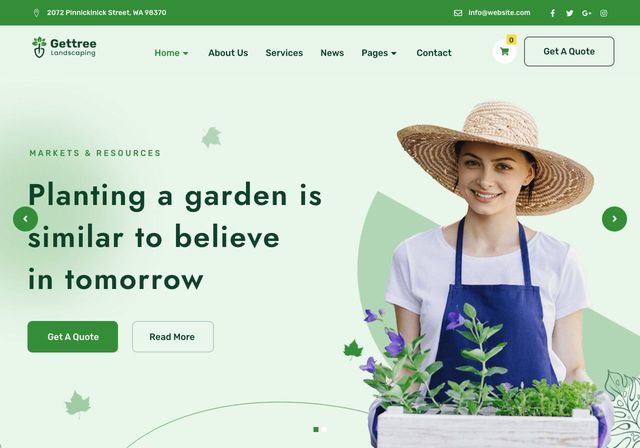 2072 Pinnickinick Street, WA 98370
info@website.com
Gettree
Landscaping
Home
About Us
Services
News
Pages
Contact
0
Get A Quote
MARKETS & RESOURCES
Planting a garden is
similar to believe
in tomorrow
Get A Quote
Read More